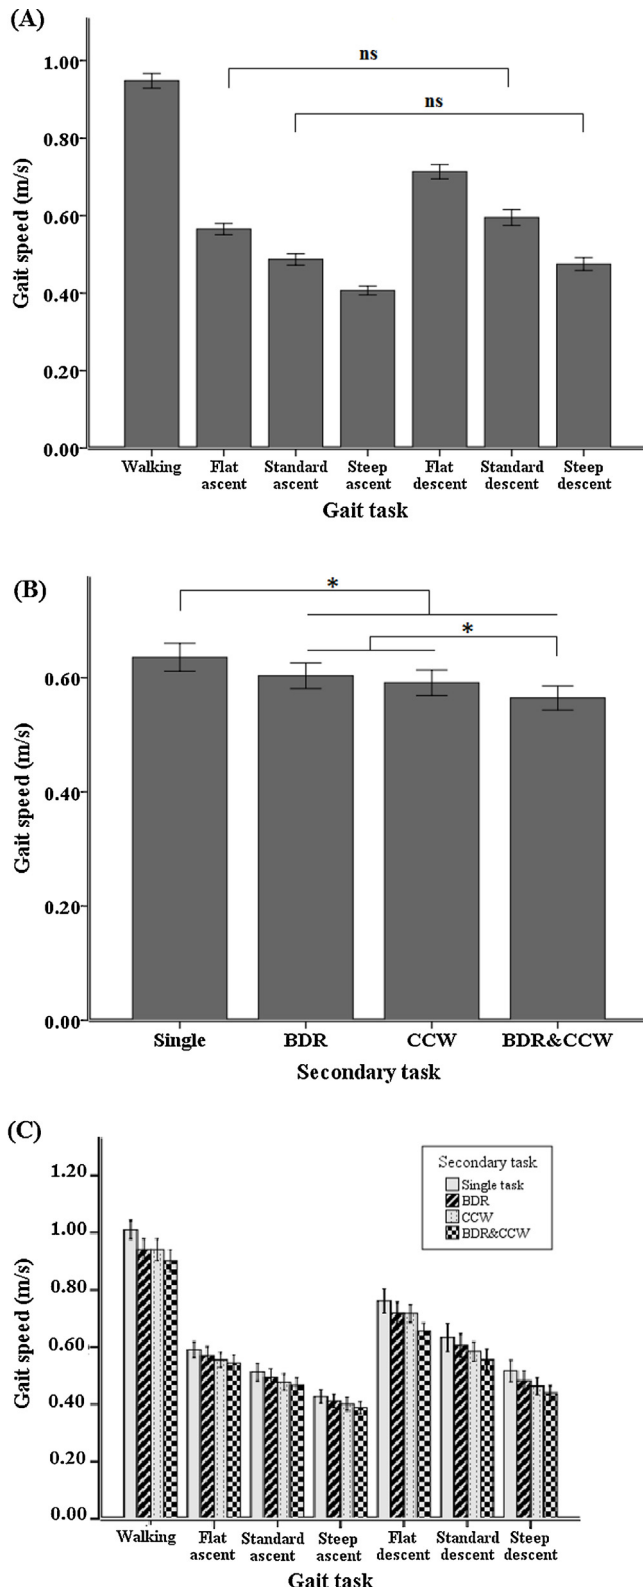 (A)
ns
ns
1.00
0.80
0.60
0.40
0.20
0.00
Gait speed (m/s)
Walking
Flat ascent
Standard ascent
Steep ascent
Flat descent
Standard descent
Steep descent
Gait task
(B)
*
*
0.60
0.40
0.20
0.00
Gait speed (m/s)
Single
BDR
CCW
BDR&CCW
Secondary task
(C)
Secondary task
Single task
BDR
CCW
BDR&CCW
1.20
1.00
0.80
0.60
0.40
0.20
.00
Gait speed (m/s)
Walking
Flat ascent
Standard ascent
Steep ascent
Flat descent
Standard descent
Steep descent
Gait task